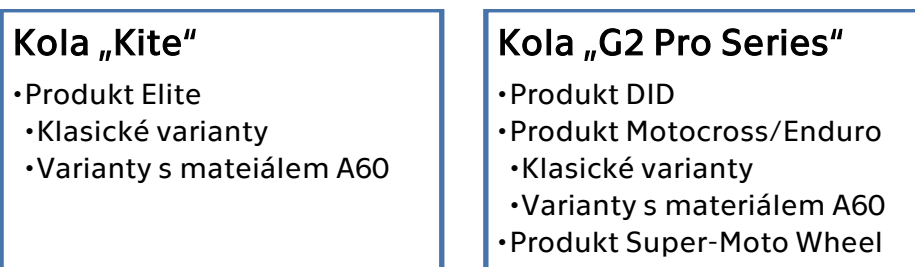 Kola „Kite“
•Produkt Elite
•Klasické varianty
•Varianty s mateiálem A60
Kola „G2 Pro Series“
•Produkt DID
•Produkt Motocross/Enduro
•Klasické varianty
•Varianty s materiálem A60
•Produkt Super-Moto Wheel